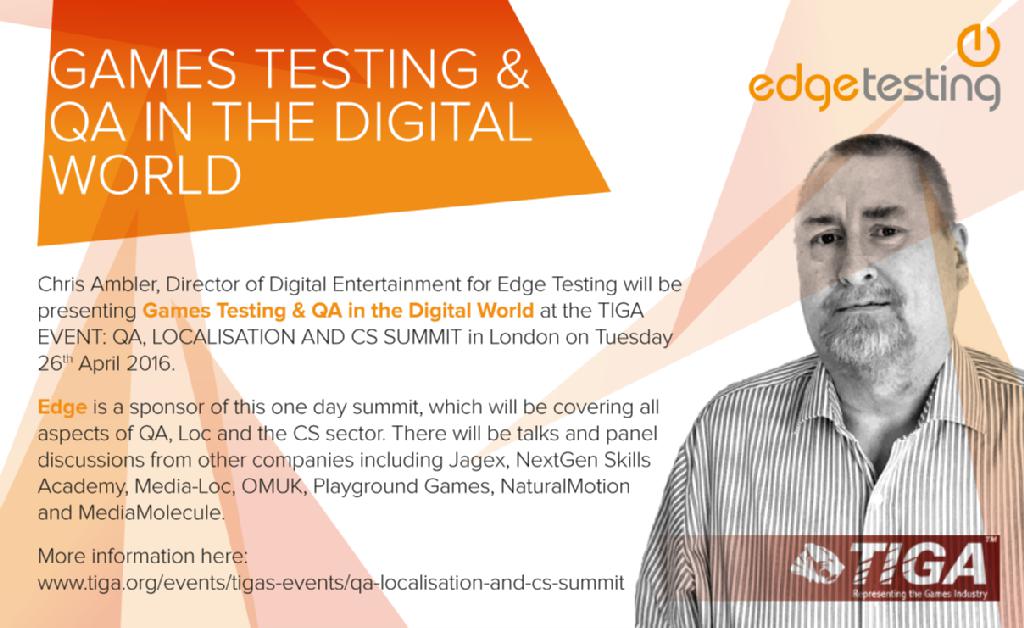 GAMES TESTING &
QA IN THE DIGITAL
WORLD
edgetesting
Chris Ambler, Director of Digital Entertainment for Edge Testing will be
presenting Games Testing & QA in the Digital World at the TIGA
EVENT: QA, LOCALISATION AND CS SUMMIT in London on Tuesday
26th April 2016.
Edge is a sponsor of this one day summit, which will be covering all
aspects of QA, Loc and the CS sector. There will be talks and panel
discussions from other companies including Jagex, NextGen Skills
Academy, Media-Loc, OMUK, Playground Games, NaturalMotion
and MediaMolecule.
More information here:
www.tiga.org/events/tigas-events/qa-localisation-and-cs-summit
TIGA™
Representing the Games Industry